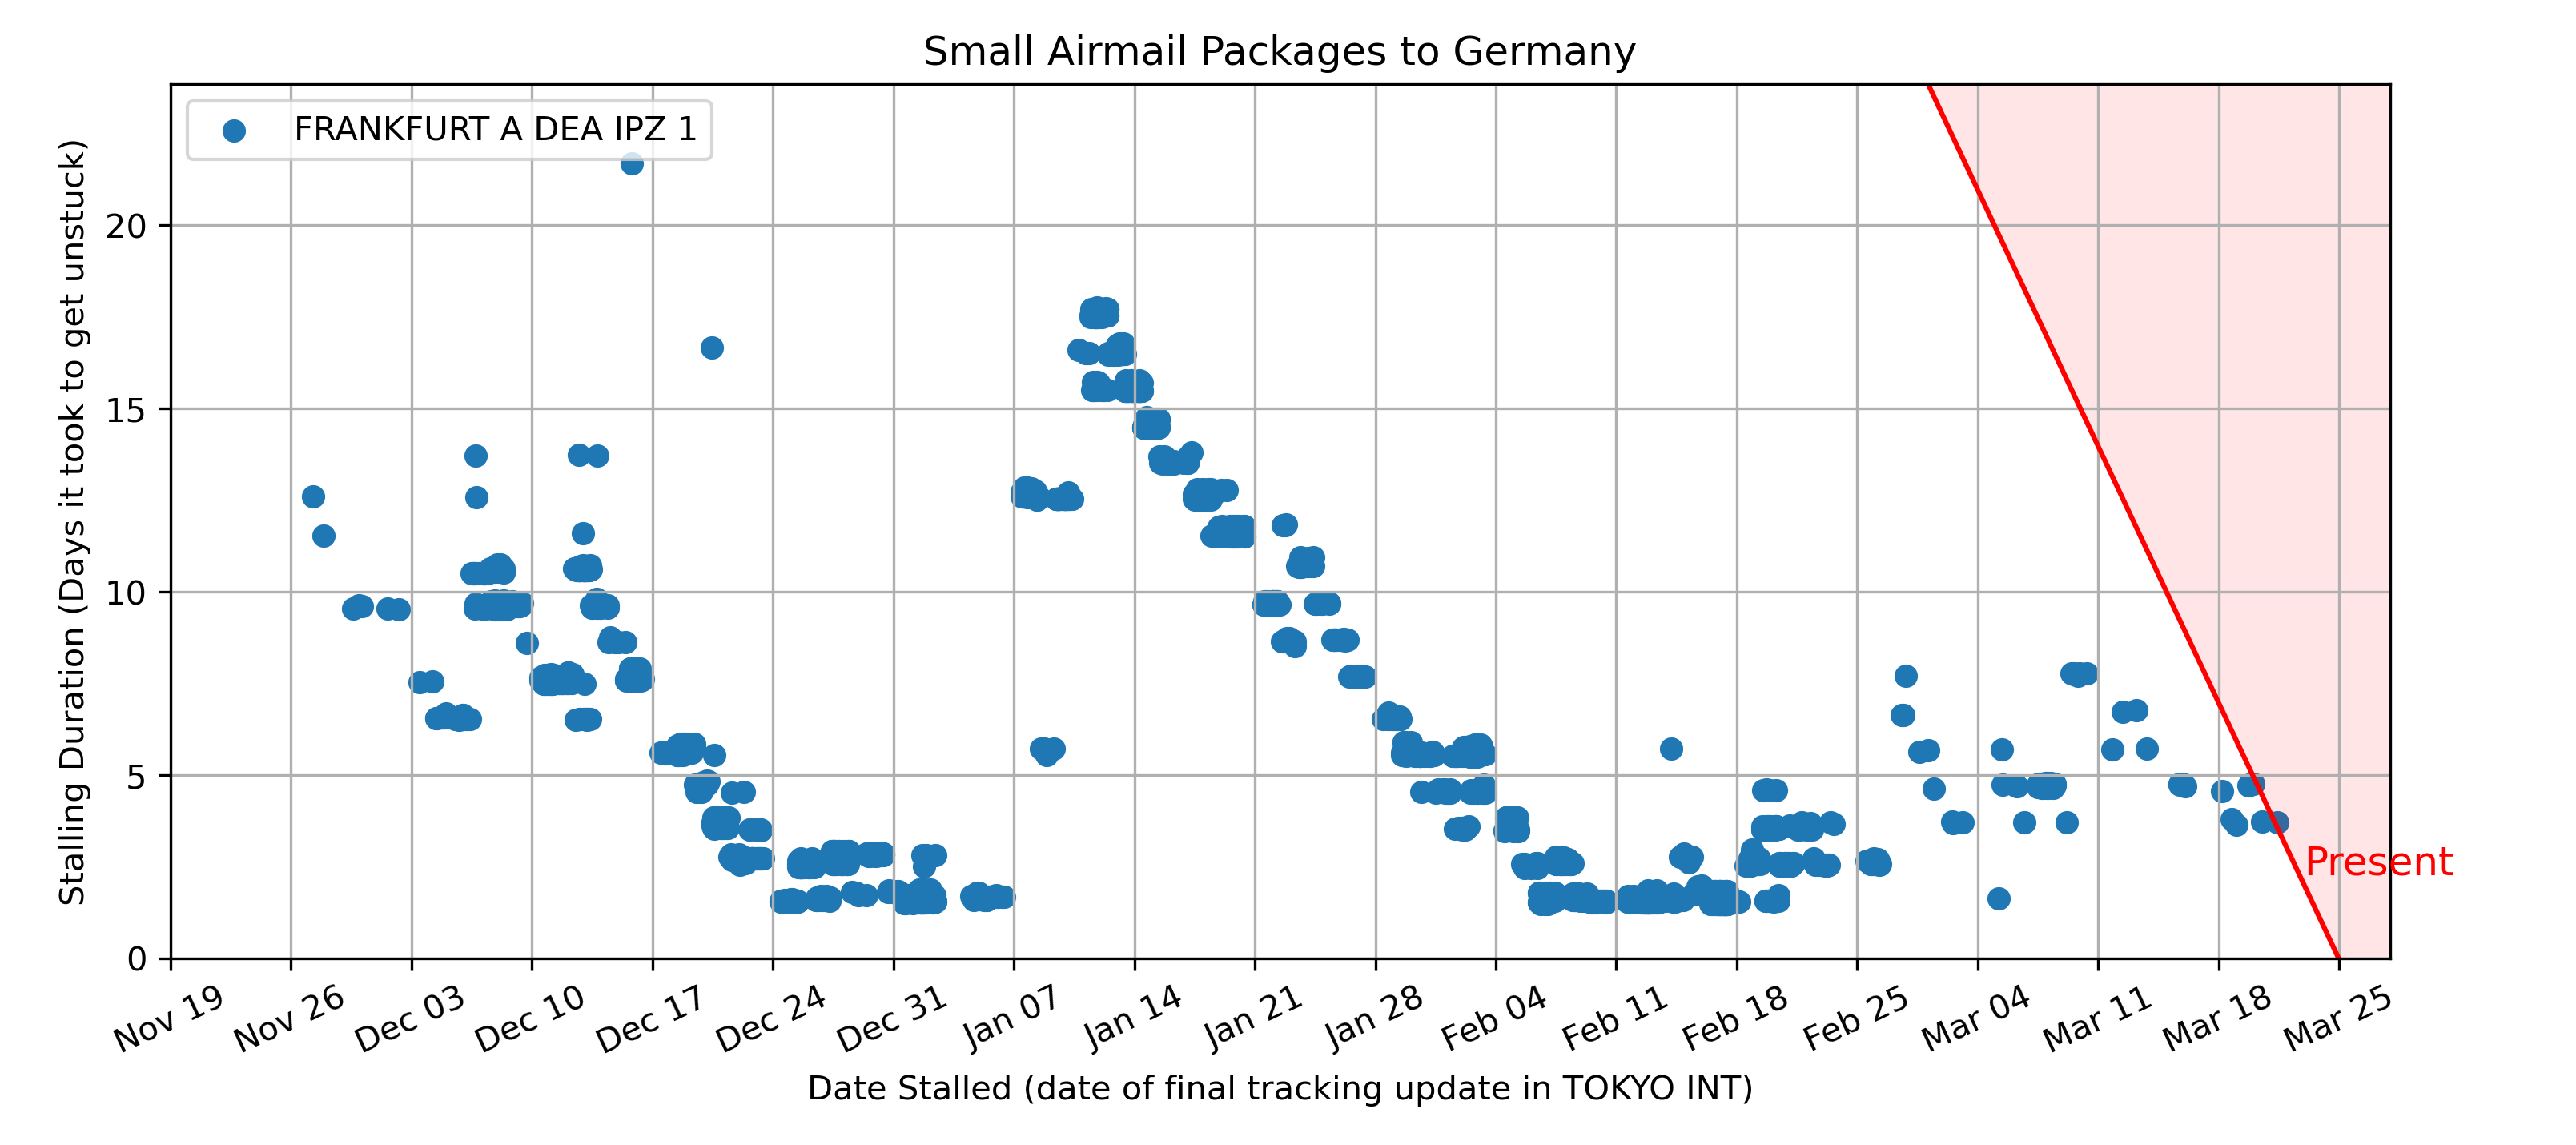 Small Airmail Packages to Germany
FRANKFURT A DEA IPZ 1
Stalling Duration (Days it took to get unstuck)
20
15
10
5
0
Present
Nov 19
Nov 26
Dec 03
Dec 10
Dec 17
Dec 24
Dec 31
Jan 07
Jan 14
Jan 21
Jan 28
Feb 04
Feb 11
Feb 18
Feb 25
Mar 04
Mar 11
Mar 18
Mar 25
Date Stalled (date of final tracking update in TOKYO INT)